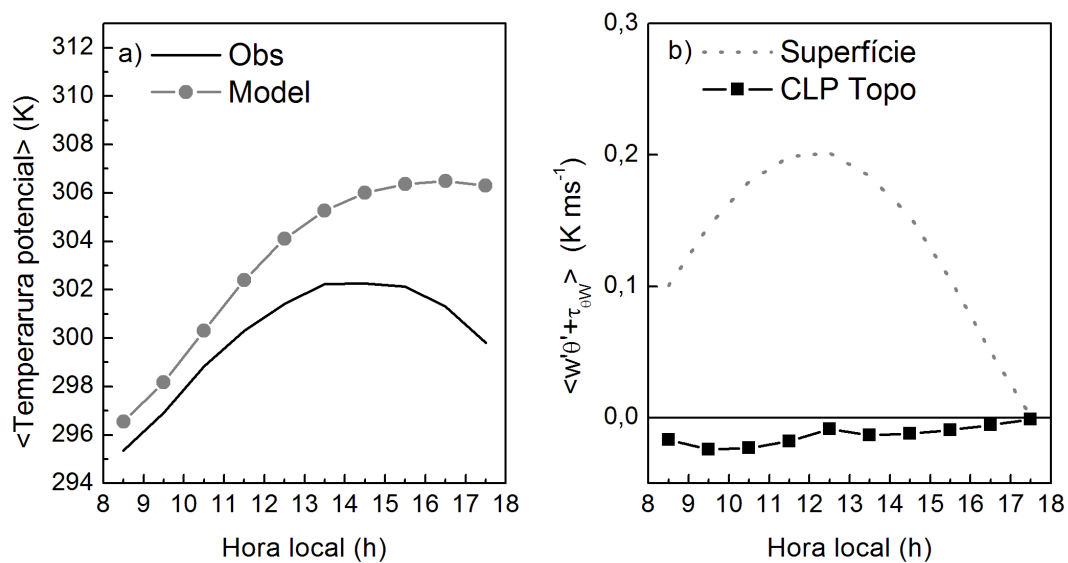 a)
Obs
Model
<Temperarura potencial> (K)
312
310
308
306
304
302
300
298
296
294
8 9 10 11 12 13 14 15 16 17 18
Hora local (h)
b)
Superfície
CLP Topo
<w'θ'+τθW> (K ms-1)
0,3
0,2
0,1
0,0
8 9 10 11 12 13 14 15 16 17 18
Hora local (h)